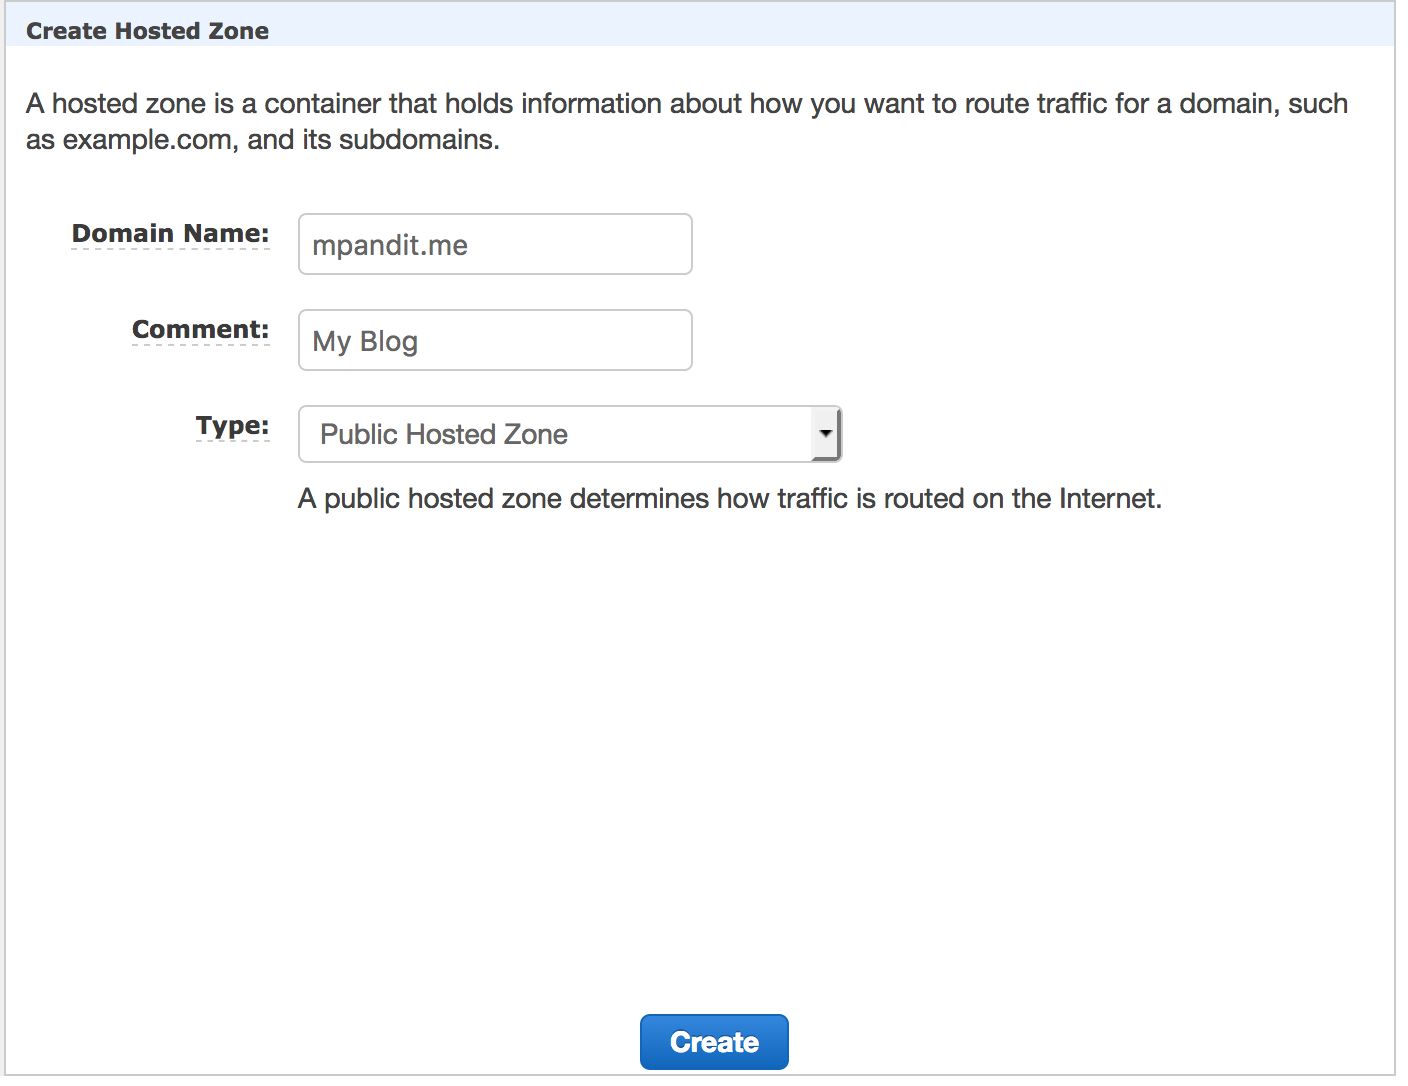 Create Hosted Zone
A hosted zone is a container that holds information about how you want to route traffic for a domain, such
as example.com, and its subdomains.
Domain Name: mpandit.me
Comment: My Blog
Type: Public Hosted Zone
A public hosted zone determines how traffic is routed on the Internet.
Create